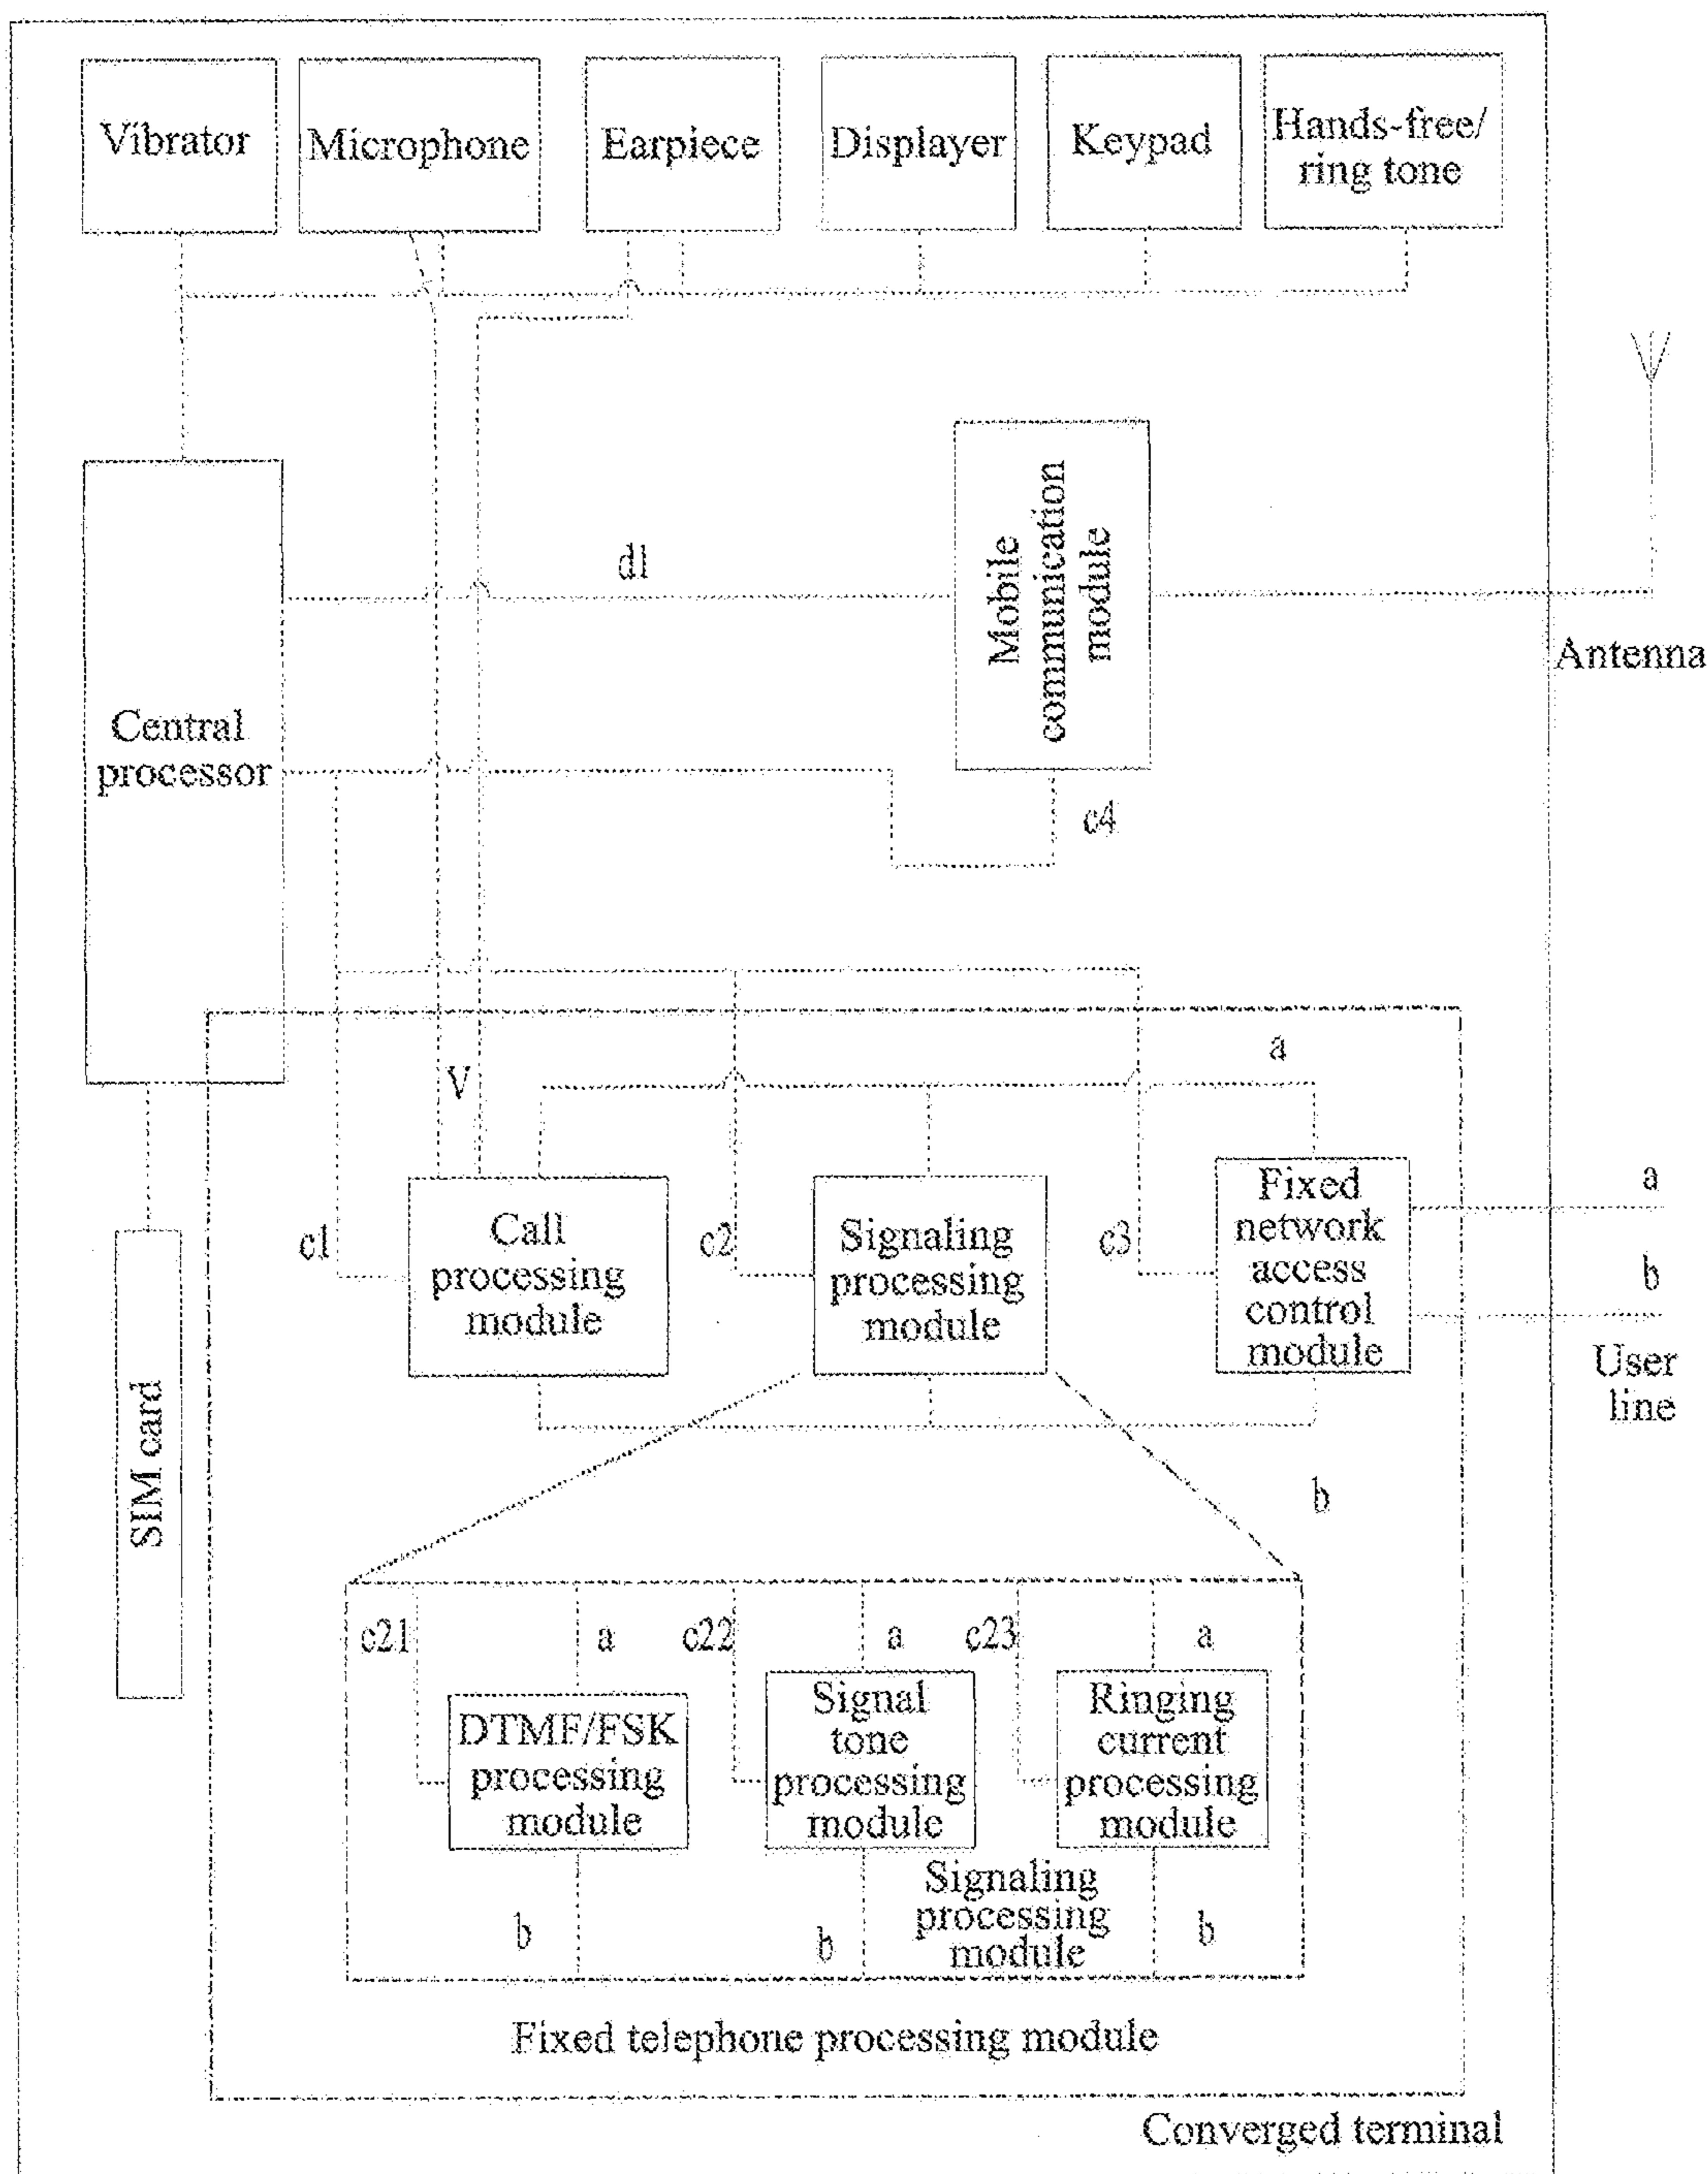 Vibrator
Microphone
Earpiece
Displayer
Keypad
Hands-free/
ring tone
d1
Mobile
communication
module
Antenna
Central
processor
c4
a
V
c1
Call
processing
module
c2
Signaling
processing
module
c3
Fixed
network
access
control
module
a
b
User
line
SIM card
b
c21
a
c22
a
c23
a
DTMF/FSK
processing
module
Signal
tone
processing
module
Ringing
current
processing
module
Signaling
processing
module
b
b
b
Fixed telephone processing module
Converged terminal